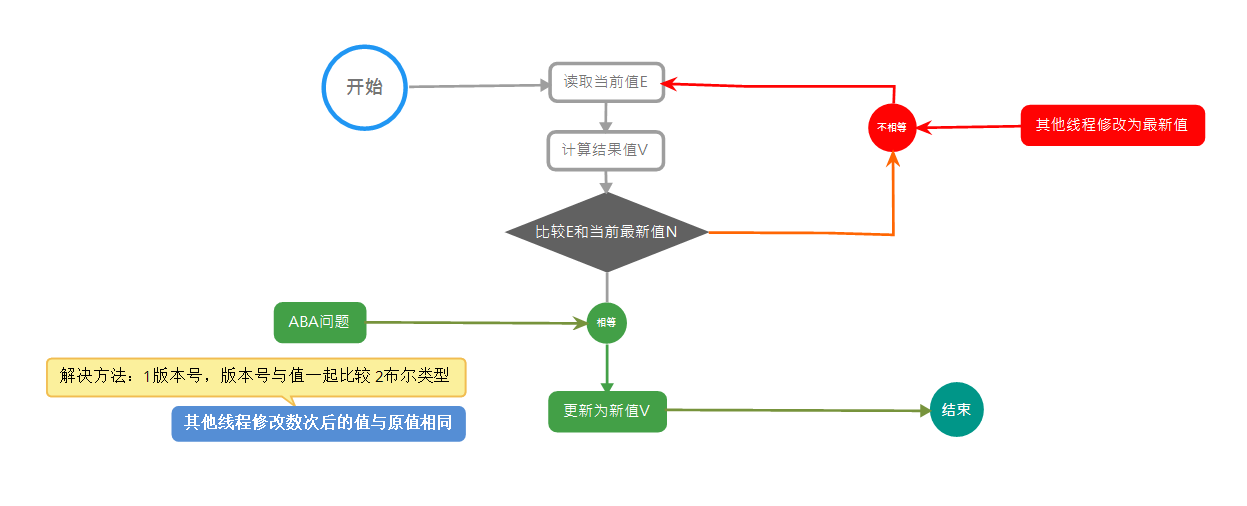 开始
读取当前值E
不相等
其他线程修改为最新值
计算结果值V
比较E和当前最新值N
ABA问题
相等
解决方法：1版本号，版本号与值一起比较 2布尔类型
其他线程修改数次后的值与原值相同
更新为新值V
结束